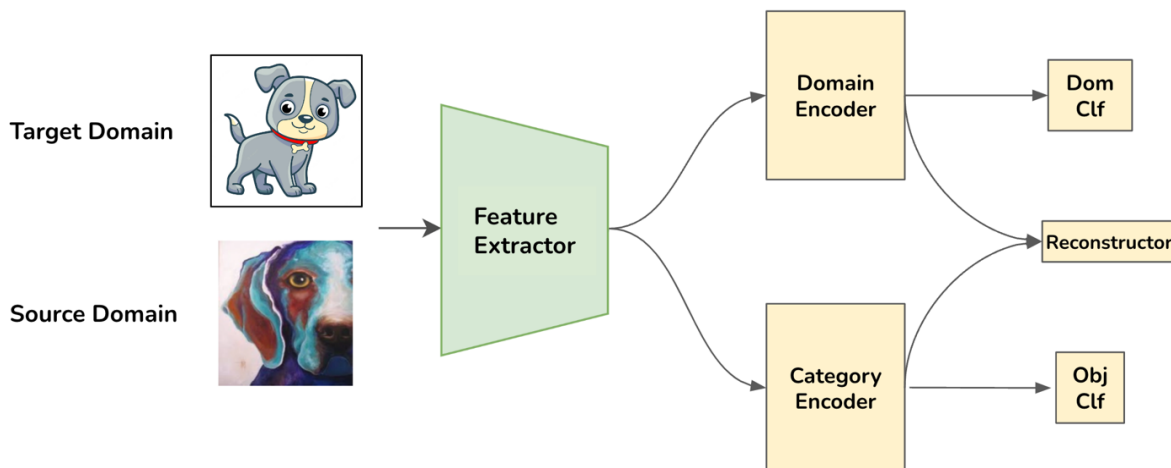 Target Domain
Source Domain
Feature
Extractor
Domain
Encoder
Category
Encoder
Dom
Clf
Reconstructor
Obj
Clf